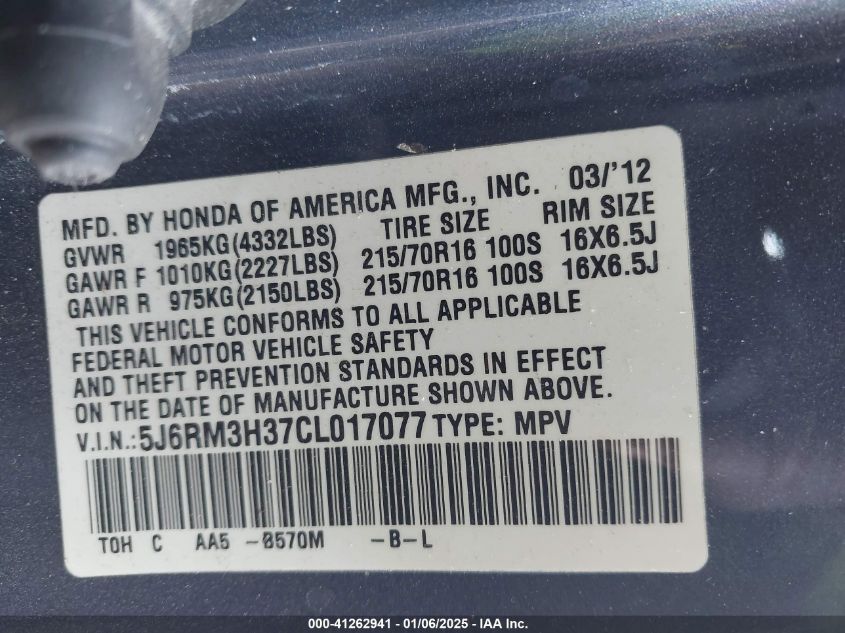 MFD. BY HONDA OF AMERICA MFG., INC. 03/'12
GVWR 1965KG(4332LBS) TIRE SIZE RIM SIZE
GAWR F 1010KG(2227LBS) 215/70R16 100S 16X6.5J
GAWR R 975KG(2150LBS) 215/70R16 100S 16X6.5J
THIS VEHICLE CONFORMS TO ALL APPLICABLE
FEDERAL MOTOR VEHICLE SAFETY
AND THEFT PREVENTION STANDARDS IN EFFECT
ON THE DATE OF MANUFACTURE SHOWN ABOVE.
V.I.N.:5J6RM3H37CL017077 TYPE: MPV
TOH C AA5 -B570M -B-L
000-41262941 - 01/06/2025 - IAA Inc.